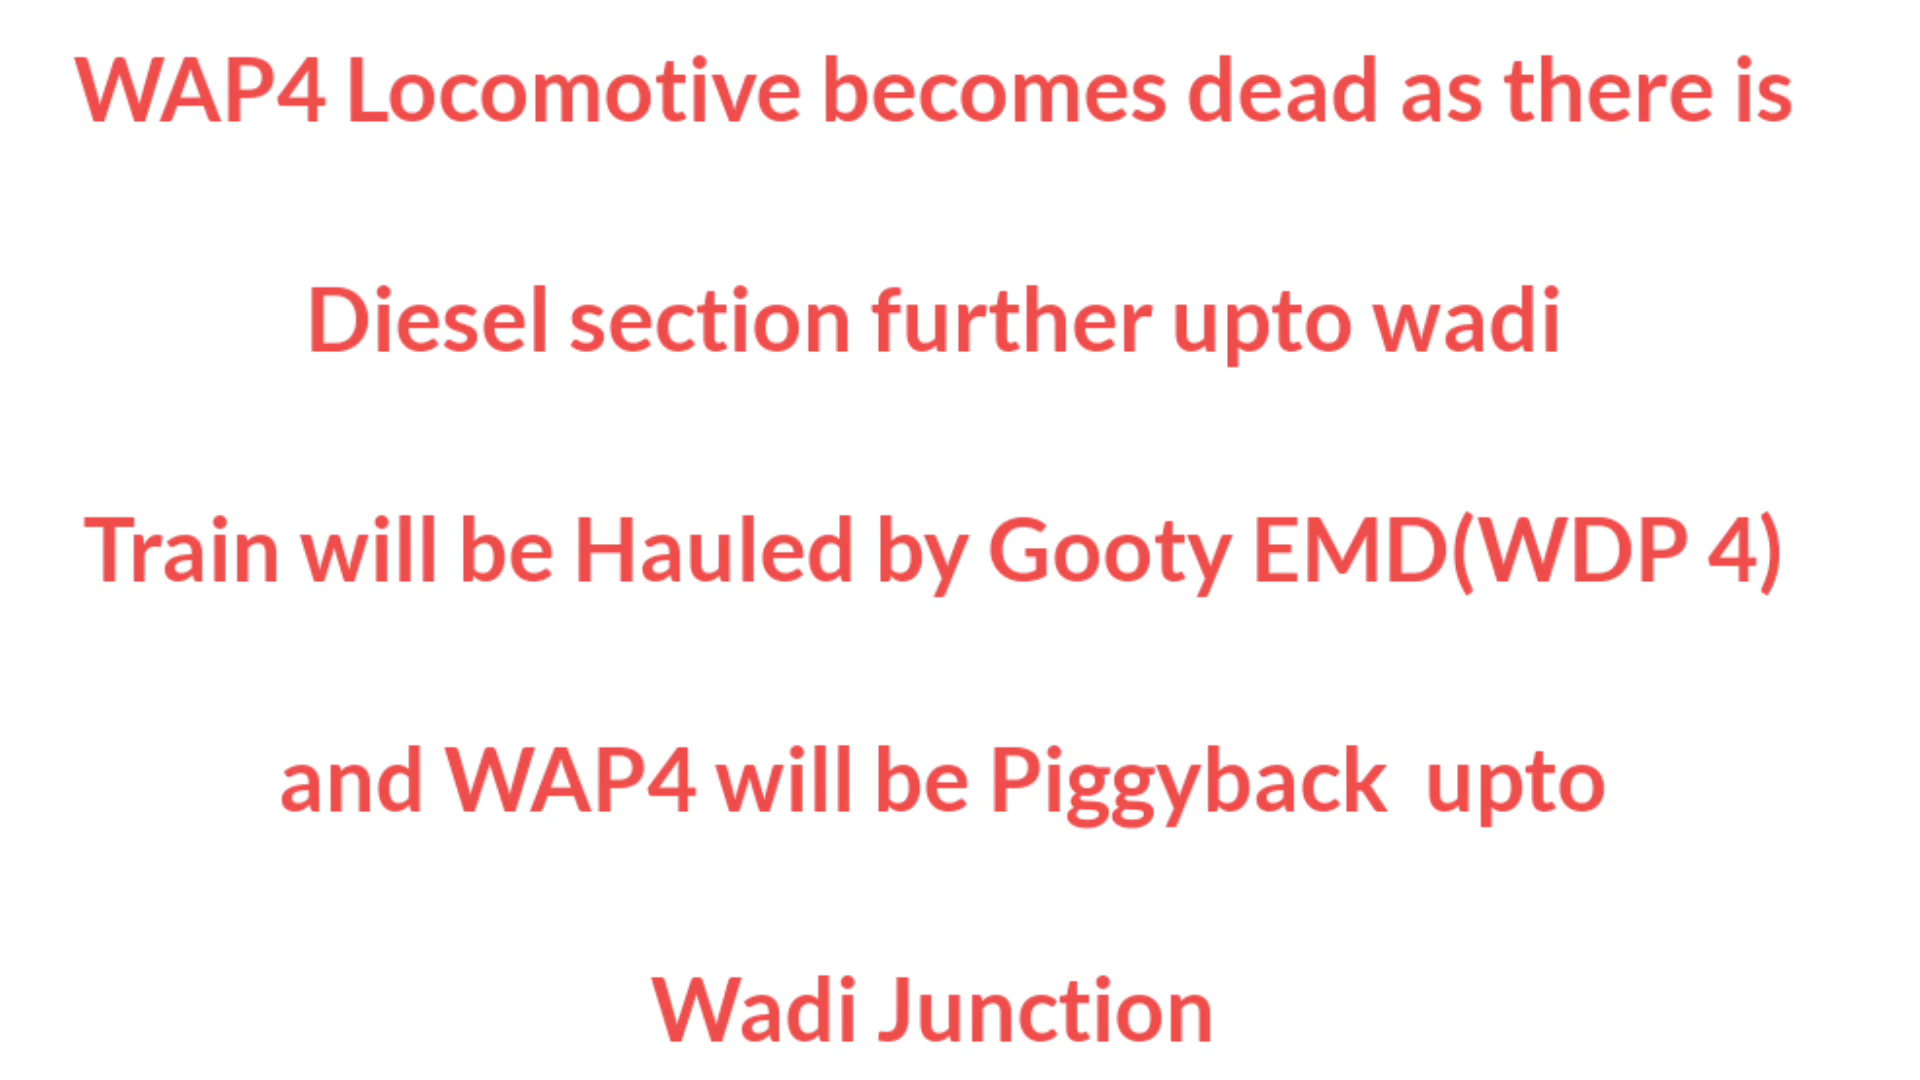 WAP4 Locomotive becomes dead as there is
Diesel section further upto wadi
Train will be Hauled by Gooty EMD(WDP 4)
and WAP4 will be Piggyback  upto
Wadi Junction